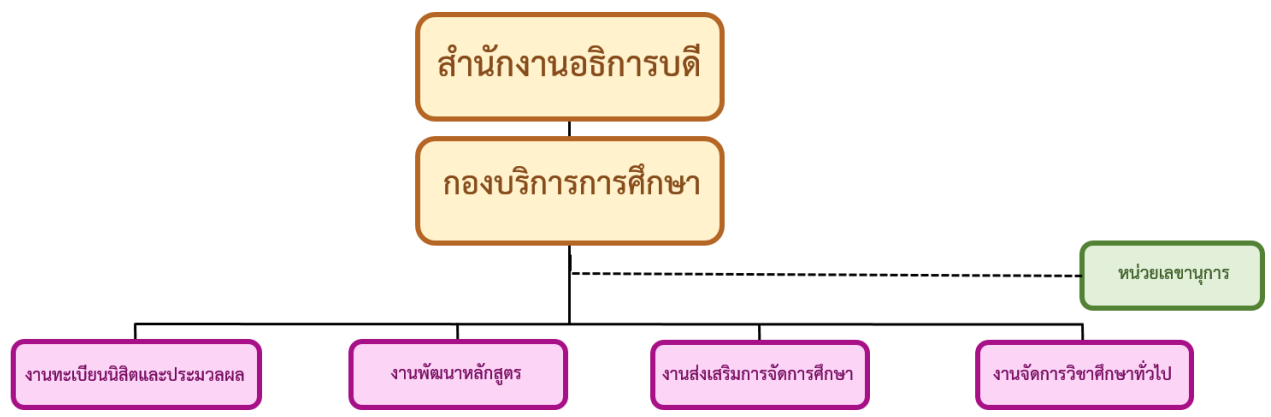 สำนักงานอธิการบดี
กองบริการการศึกษา
หน่วยเลขานุการ
งานทะเบียนนิสิตและประมวลผล
งานพัฒนาหลักสูตร
งานส่งเสริมการจัดการศึกษา
งานจัดการวิชาศึกษาทั่วไป